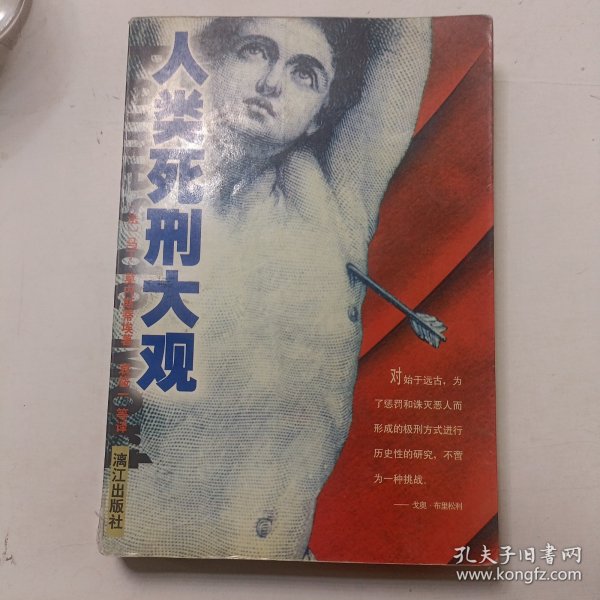 人类死刑大观
等译
漓江出版社
对始于远古，为
了惩罚和诛灭恶人而
形成的极刑方式进行
历史性的研究，不啻
为一种挑战。
——戈奥·布里松利
孔夫子旧书网
www.kongfz.com